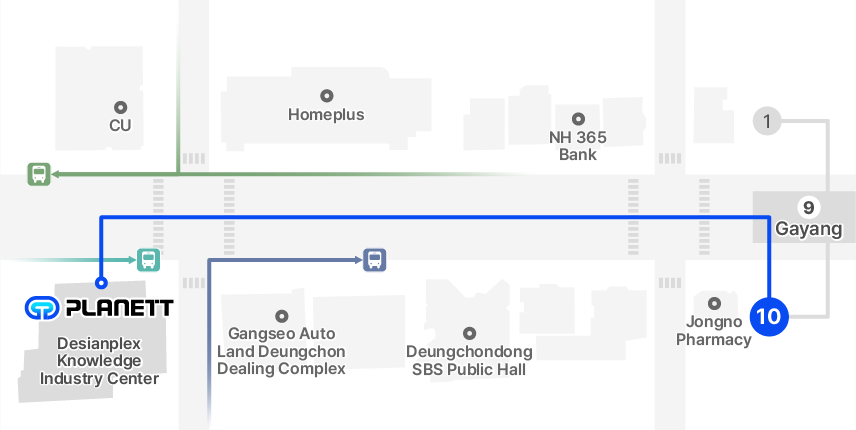 CU
Homeplus
NH 365
Bank
1
9
Gayang
PLANETT
Desianplex
Knowledge
Industry Center
Gangseo Auto
Land Deungchon
Dealing Complex
Deungchondong
SBS Public Hall
Jongno
Pharmacy
10